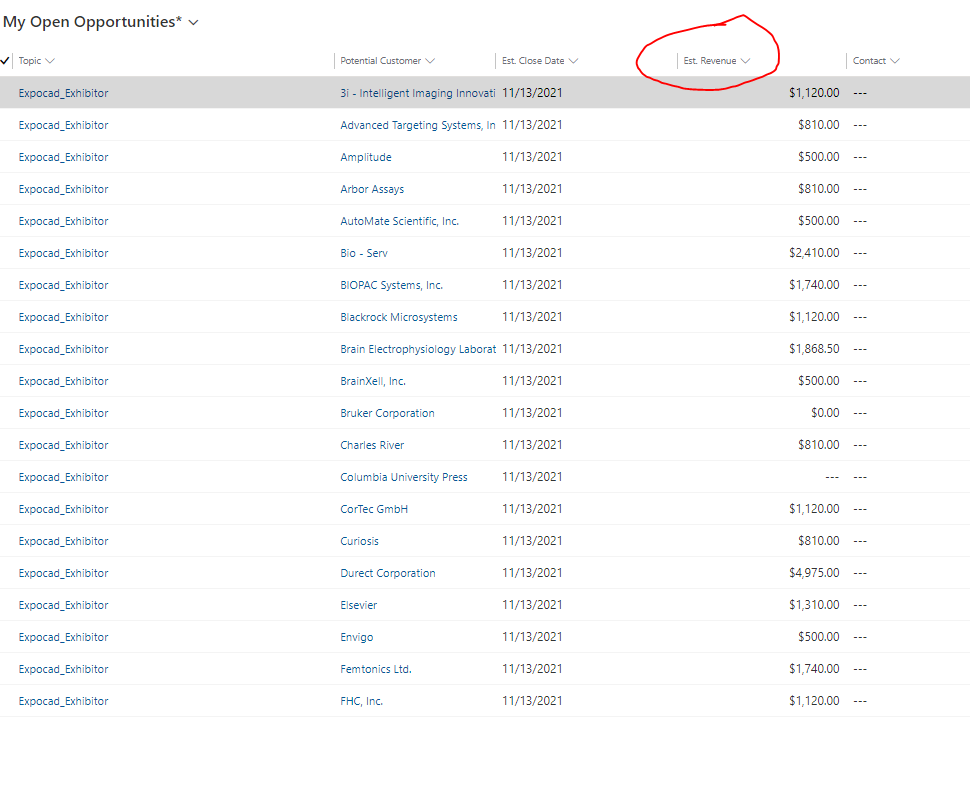 My Open Opportunities*
Topic Potential Customer Est. Close Date Est. Revenue Contact
Expocad_Exhibitor 3i - Intelligent Imaging Innovati 11/13/2021 $1,120.00 ---
Expocad_Exhibitor Advanced Targeting Systems, In 11/13/2021 $810.00 ---
Expocad_Exhibitor Amplitude 11/13/2021 $500.00 ---
Expocad_Exhibitor Arbor Assays 11/13/2021 $810.00 ---
Expocad_Exhibitor AutoMate Scientific, Inc. 11/13/2021 $500.00 ---
Expocad_Exhibitor Bio - Serv 11/13/2021 $2,410.00 ---
Expocad_Exhibitor BIOPAC Systems, Inc. 11/13/2021 $1,740.00 ---
Expocad_Exhibitor Blackrock Microsystems 11/13/2021 $1,120.00 ---
Expocad_Exhibitor Brain Electrophysiology Laborat 11/13/2021 $1,868.50 ---
Expocad_Exhibitor BrainXell, Inc. 11/13/2021 $500.00 ---
Expocad_Exhibitor Bruker Corporation 11/13/2021 $0.00 ---
Expocad_Exhibitor Charles River 11/13/2021 $810.00 ---
Expocad_Exhibitor Columbia University Press 11/13/2021 --- ---
Expocad_Exhibitor CorTec GmbH 11/13/2021 $1,120.00 ---
Expocad_Exhibitor Curiosis 11/13/2021 $810.00 ---
Expocad_Exhibitor Durect Corporation 11/13/2021 $4,975.00 ---
Expocad_Exhibitor Elsevier 11/13/2021 $1,310.00 ---
Expocad_Exhibitor Envigo 11/13/2021 $500.00 ---
Expocad_Exhibitor Femtonics Ltd. 11/13/2021 $1,740.00 ---
Expocad_Exhibitor FHC, Inc. 11/13/2021 $1,120.00 ---